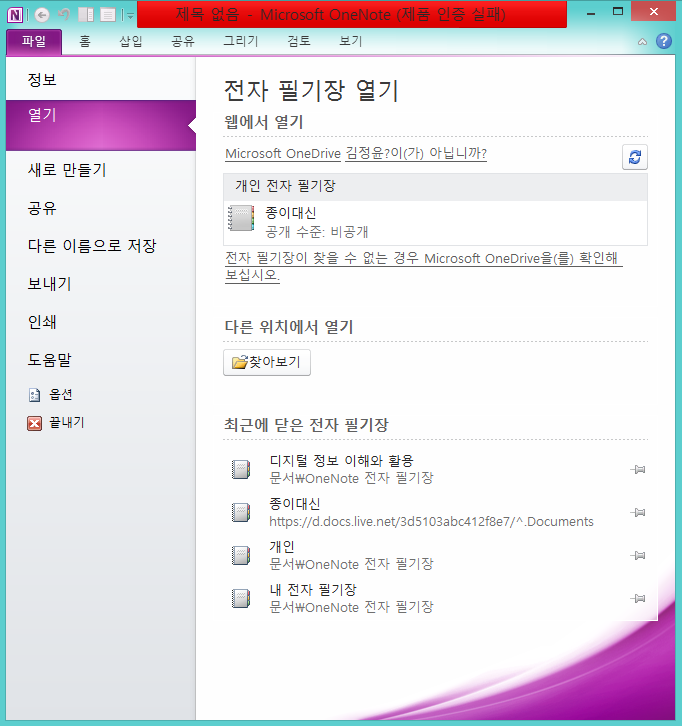 제목 없음 - Microsoft OneNote (제품 인증 실패)
파일 홈 삽입 공유 그리기 검토 보기
정보
열기
새로 만들기
공유
다른 이름으로 저장
보내기
인쇄
도움말
옵션
끝내기
전자 필기장 열기
웹에서 열기
Microsoft OneDrive 김정윤?이(가) 아닙니까?
개인 전자 필기장
종이대신
공개 수준: 비공개
전자 필기장이 찾을 수 없는 경우 Microsoft OneDrive을(를) 확인해
보십시오.
다른 위치에서 열기
찾아보기
최근에 닫은 전자 필기장
디지털 정보 이해와 활용
문서₩OneNote 전자 필기장
종이대신
https://d.docs.live.net/3d5103abc412f8e7/^.Documents
개인
문서₩OneNote 전자 필기장
내 전자 필기장
문서₩OneNote 전자 필기장